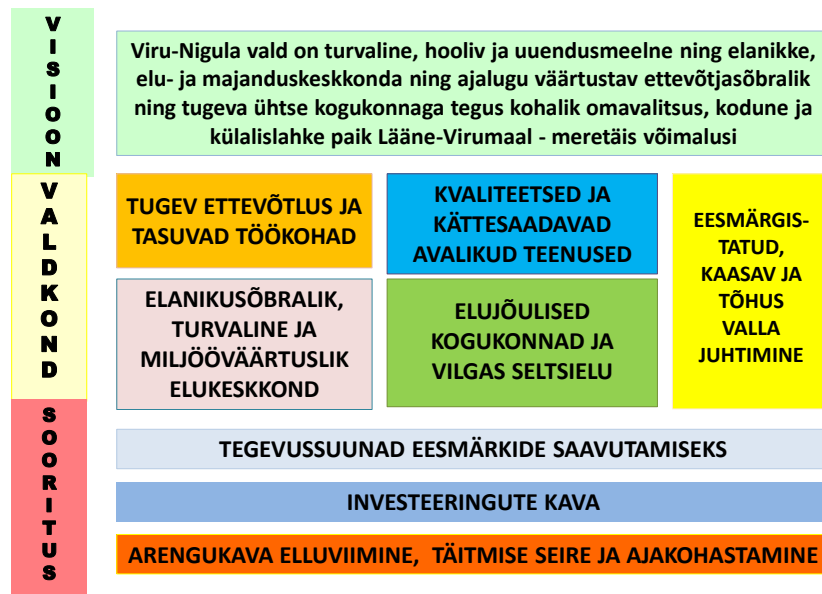 VISIOON
Viru-Nigula vald on turvaline, hooliv ja uuendusmeelne ning elanikke,
elu- ja majanduskeskkonda ning ajalugu väärtustav ettevõtjasõbralik
ning tugeva ühtse kogukonnaga tegus kohalik omavalitsus, kodune ja
külalislahke paik Lääne-Virumaal - meretäis võimalusi
VALDKOND
TUGEV ETTEVÕTLUS JA
TASUVAD TÖÖKOHAD
KVALITEETSED JA
KÄTTESAADAVAD
AVALIKUD TEENUSED
EESMÄRGIS-
TATUD,
KAASAV JA
TÕHUS
VALLA
JUHTIMINE
ELANIKUSÕBRALIK,
TURVALINE JA
MILJÖÖVÄÄRTUSLIK
ELUKESKKOND
ELUJÕULISED
KOGUKONNAD JA
VILGAS SELTSIELU
SOORITUS
TEGEVUSSUUNAD EESMÄRKIDE SAAVUTAMISEKS
INVESTEERINGUTE KAVA
ARENGUKAVA ELLUVIIMINE, TÄITMISE SEIRE JA AJAKOHASTAMINE